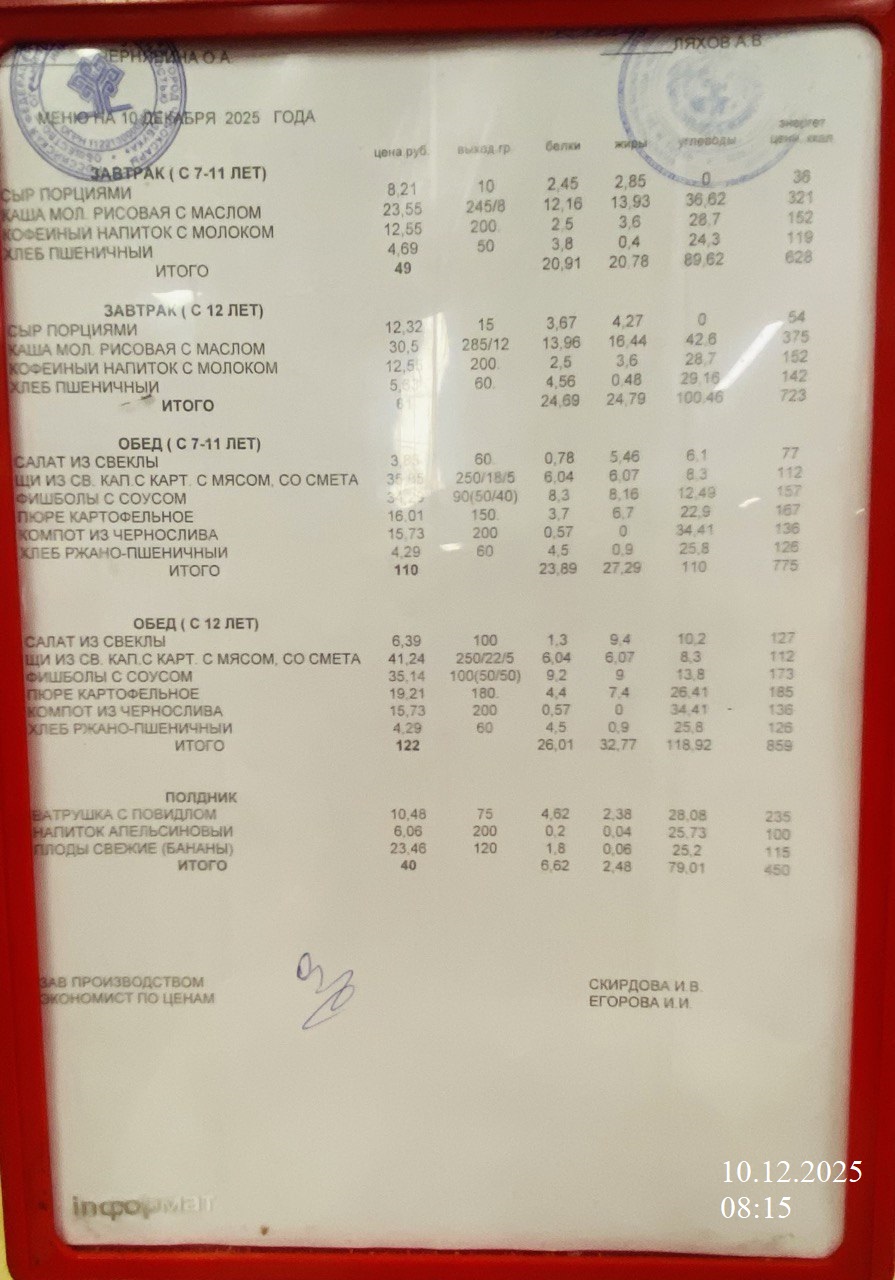 ЧЕРНЯВИНА О А.
ЛЯХОВ А.В.
МЕНЮ НА 10 ДЕКАБРЯ 2025 ГОДА
цена руб. выход гр. белки жиры углеводы энергет ценн. ккал
ЗАВТРАК ( С 7-11 ЛЕТ)
СЫР ПОРЦИЯМИ 8,21 10 2,45 2,85 0 36
КАША МОЛ. РИСОВАЯ С МАСЛОМ 23,55 245/8 12,16 13,93 36,62 321
КОФЕЙНЫЙ НАПИТОК С МОЛОКОМ 12,55 200. 2,5 3,6 28,7 152
ХЛЕБ ПШЕНИЧНЫЙ 4,69 50 3,8 0,4 24,3 119
ИТОГО 49 20,91 20,78 89,62 628
ЗАВТРАК ( С 12 ЛЕТ)
СЫР ПОРЦИЯМИ 12,32 15 3,67 4,27 0 54
КАША МОЛ. РИСОВАЯ С МАСЛОМ 30,5 285/12 13,96 16,44 42,6 375
КОФЕЙНЫЙ НАПИТОК С МОЛОКОМ 200. 2,5 3,6 28,7 152
ХЛЕБ ПШЕНИЧНЫЙ 60. 4,56 0,48 29,16 142
ИТОГО 24,69 24,79 100,46 723
ОБЕД ( С 7-11 ЛЕТ)
САЛАТ ИЗ СВЕКЛЫ 60. 0,78 5,46 6,1 77
ЩИ ИЗ СВ. КАП.С КАРТ. С МЯСОМ, СО СМЕТА 250/18/5 6,04 6,07 8,3 112
ФИШБОЛЫ С СОУСОМ 90(50/40) 8,3 8,16 12,49 157
ПЮРЕ КАРТОФЕЛЬНОЕ 16,01 150. 3,7 6,7 22,9 167
КОМПОТ ИЗ ЧЕРНОСЛИВА 15,73 200 0,57 0 34,41 136
ХЛЕБ РЖАНО-ПШЕНИЧНЫЙ 4,29 60 4,5 0,9 25,8 126
ИТОГО 110 23,89 27,29 110 775
ОБЕД ( С 12 ЛЕТ)
САЛАТ ИЗ СВЕКЛЫ 6,39 100 1,3 9,4 10,2 127
ЩИ ИЗ СВ. КАП.С КАРТ. С МЯСОМ, СО СМЕТА 41,24 250/22/5 6,04 6,07 8,3 112
ФИШБОЛЫ С СОУСОМ 35,14 100(50/50) 9,2 9 13,8 173
ПЮРЕ КАРТОФЕЛЬНОЕ 19,21 180. 4,4 7,4 26,41 185
КОМПОТ ИЗ ЧЕРНОСЛИВА 15,73 200 0,57 0 34,41 136
ХЛЕБ РЖАНО-ПШЕНИЧНЫЙ 4,29 60 4,5 0,9 25,8 126
ИТОГО 122 26,01 32,77 118,92 859
ПОЛДНИК
ВАТРУШКА С ПОВИДЛОМ 10,48 75 4,62 2,38 28,08 235
НАПИТОК АПЕЛЬСИНОВЫЙ 6,06 200 0,2 0,04 25,73 100
ПЛОДЫ СВЕЖИЕ (БАНАНЫ) 23,46 120 1,8 0,06 25,2 115
ИТОГО 40 6,62 2,48 79,01 450
ЗАВ ПРОИЗВОДСТВОМ СКИРДОВА И.В.
ЭКОНОМИСТ ПО ЦЕНАМ ЕГОРОВА И.И.
10.12.2025
08:15
inформат